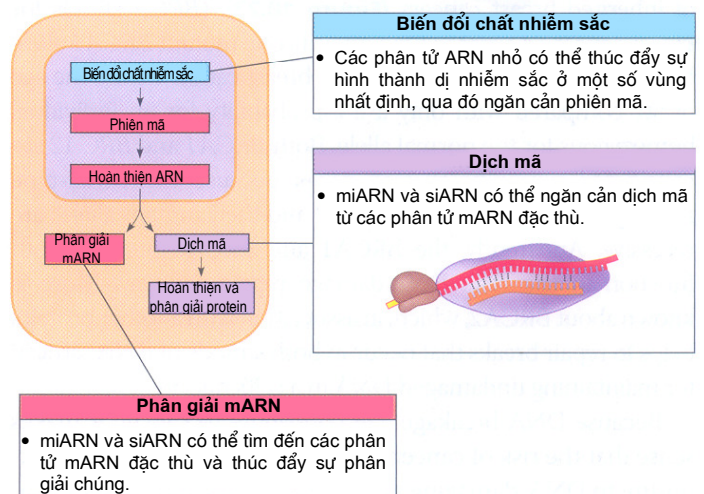 Biến đổi chất nhiễm sắc
• Các phân tử ARN nhỏ có thể thúc đẩy sự
hình thành dị nhiễm sắc ở một số vùng
nhất định, qua đó ngăn cản phiên mã.
Biến đổi chất nhiễm sắc
Phiên mã
Hoàn thiện ARN
Phân giải
mARN
Dịch mã
Hoàn thiện và
phân giải protein
Dịch mã
• miARN và siARN có thể ngăn cản dịch mã
từ các phân tử mARN đặc thù.
Phân giải mARN
• miARN và siARN có thể tìm đến các phân
tử mARN đặc thù và thúc đẩy sự phân
giải chúng.